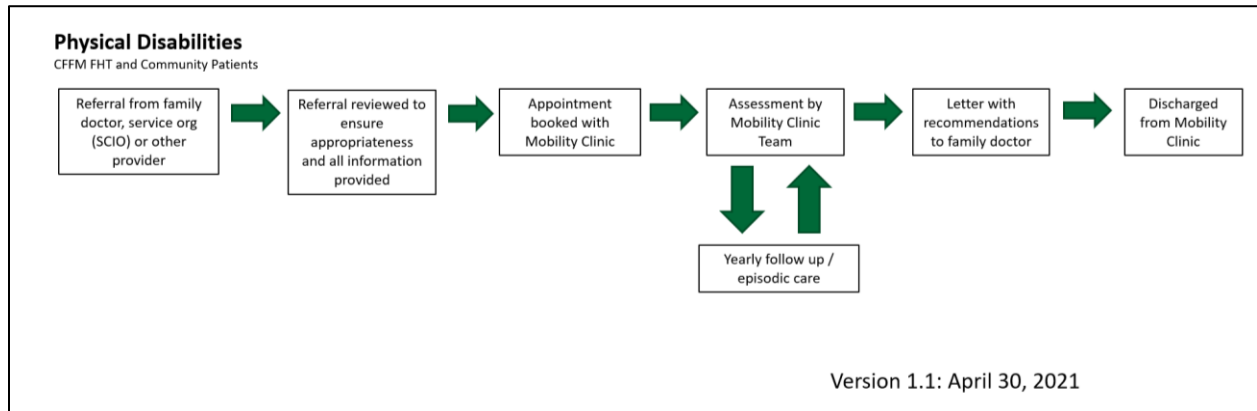 Physical Disabilities
CFFM FHT and Community Patients
Referral from family
doctor, service org
(SCIO) or other
provider
Referral reviewed to
ensure
appropriateness
and all information
provided
Appointment
booked with
Mobility Clinic
Assessment by
Mobility Clinic
Team
Letter with
recommendations
to family doctor
Discharged
from Mobility
Clinic
Yearly follow up /
episodic care
Version 1.1: April 30, 2021